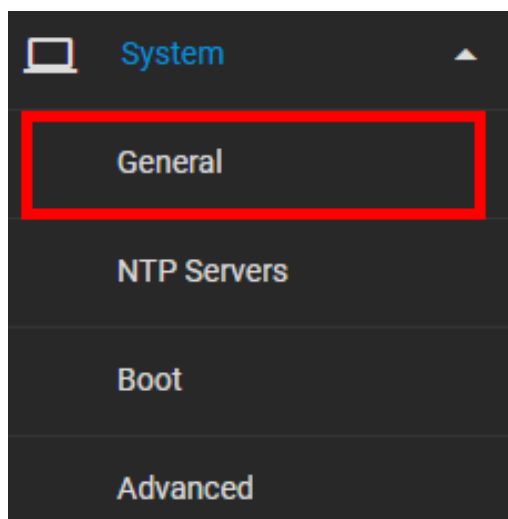 System
General
NTP Servers
Boot
Advanced